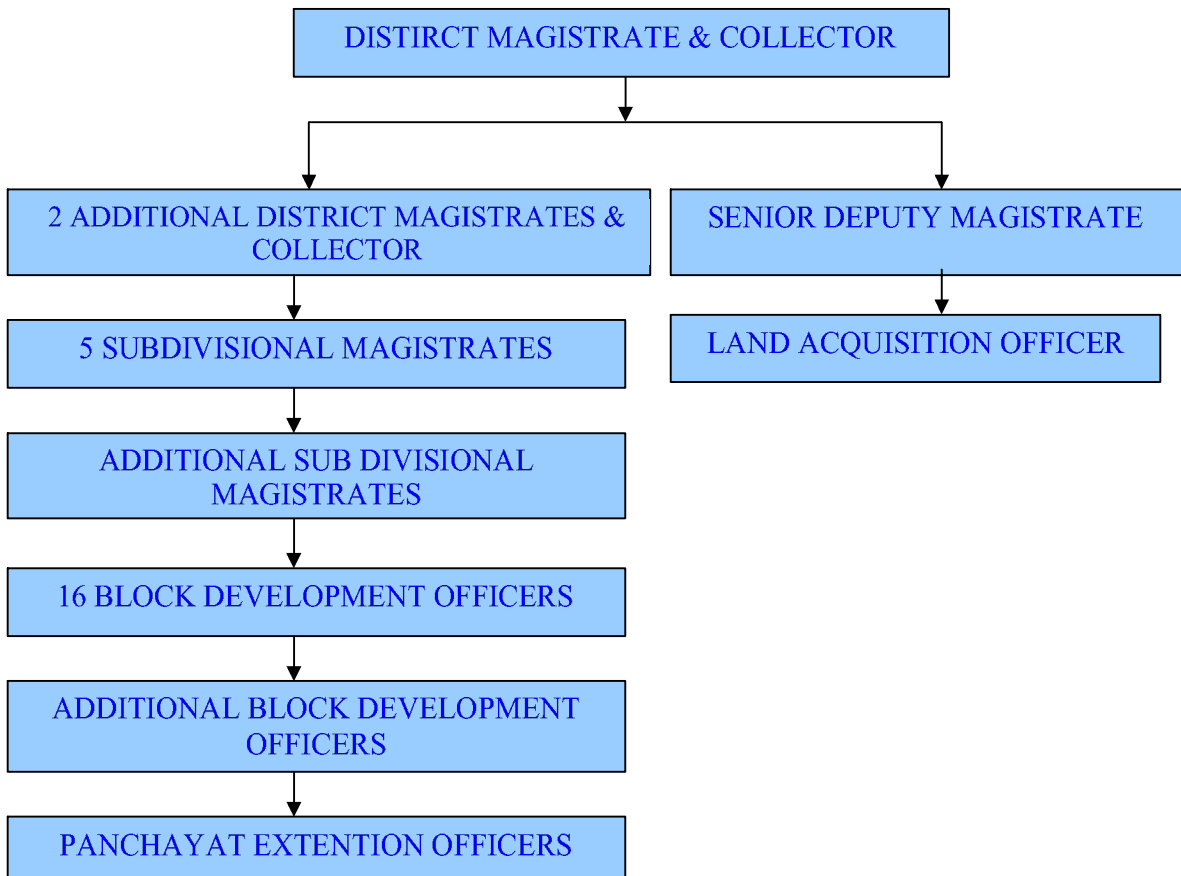 DISTIRCT MAGISTRATE & COLLECTOR
2 ADDITIONAL DISTRICT MAGISTRATES &
COLLECTOR
SENIOR DEPUTY MAGISTRATE
5 SUBDIVISIONAL MAGISTRATES
LAND ACQUISITION OFFICER
ADDITIONAL SUB DIVISIONAL
MAGISTRATES
16 BLOCK DEVELOPMENT OFFICERS
ADDITIONAL BLOCK DEVELOPMENT
OFFICERS
PANCHAYAT EXTENTION OFFICERS